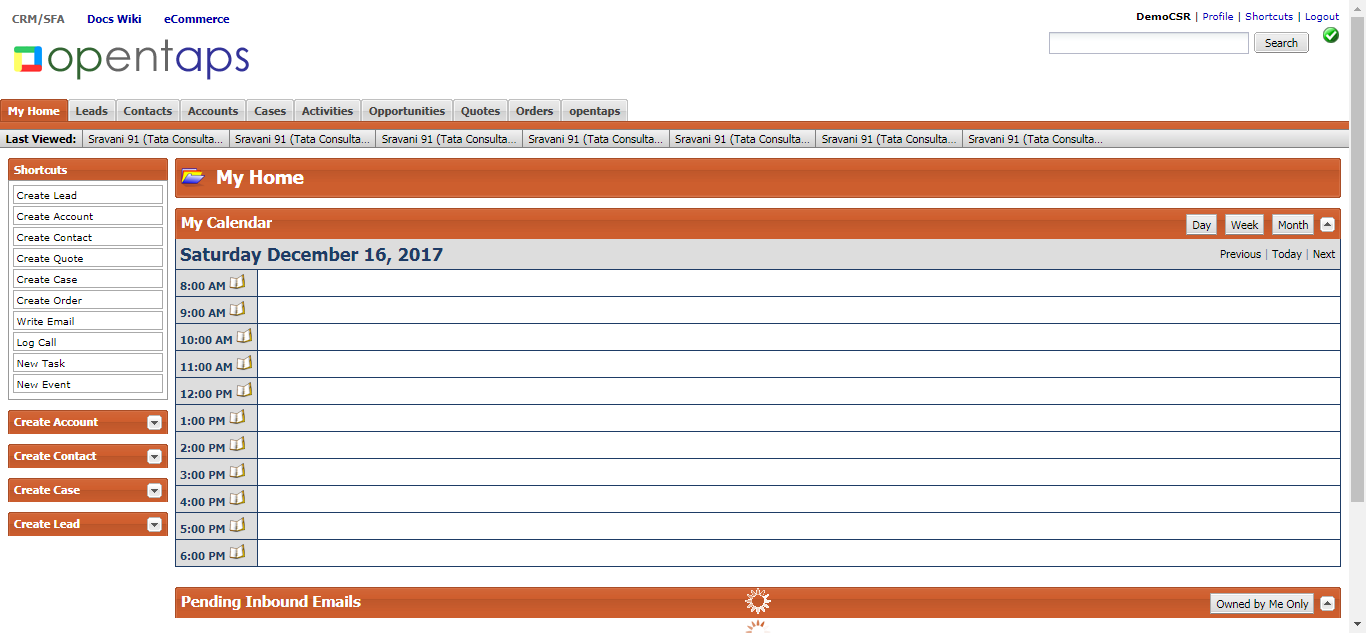 CRM/SFA Docs Wiki eCommerce
DemoCSR | Profile | Shortcuts | Logout
opentaps
Search
My Home Leads Contacts Accounts Cases Activities Opportunities Quotes Orders opentaps
Last Viewed: Sravani 91 (Tata Consulta... Sravani 91 (Tata Consulta... Sravani 91 (Tata Consulta... Sravani 91 (Tata Consulta... Sravani 91 (Tata Consulta... Sravani 91 (Tata Consulta... Sravani 91 (Tata Consulta...
Shortcuts
Create Lead
Create Account
Create Contact
Create Quote
Create Case
Create Order
Write Email
Log Call
New Task
New Event
Create Account
Create Contact
Create Case
Create Lead
My Home
My Calendar
Day Week Month
Saturday December 16, 2017
Previous | Today | Next
8:00 AM
9:00 AM
10:00 AM
11:00 AM
12:00 PM
1:00 PM
2:00 PM
3:00 PM
4:00 PM
5:00 PM
6:00 PM
Pending Inbound Emails
Owned by Me Only